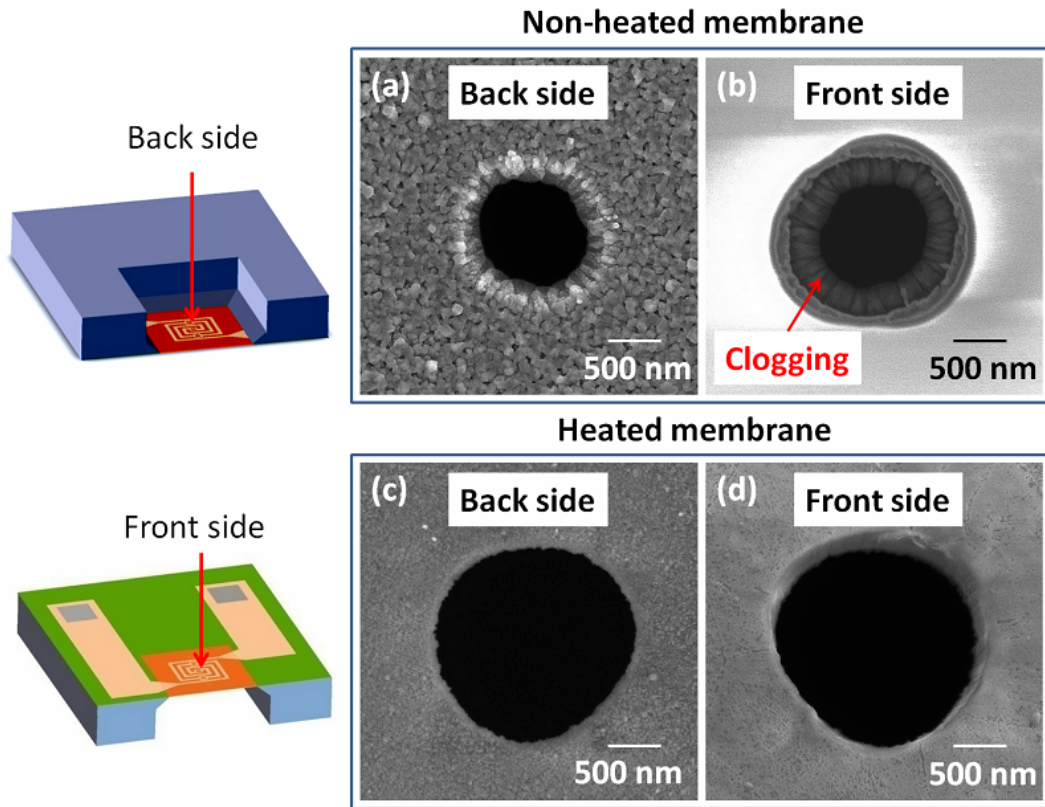 Non-heated membrane
(a)
Back side
(b)
Front side
Back side
Clogging
500 nm
500 nm
Heated membrane
(c)
Back side
(d)
Front side
Front side
500 nm
500 nm